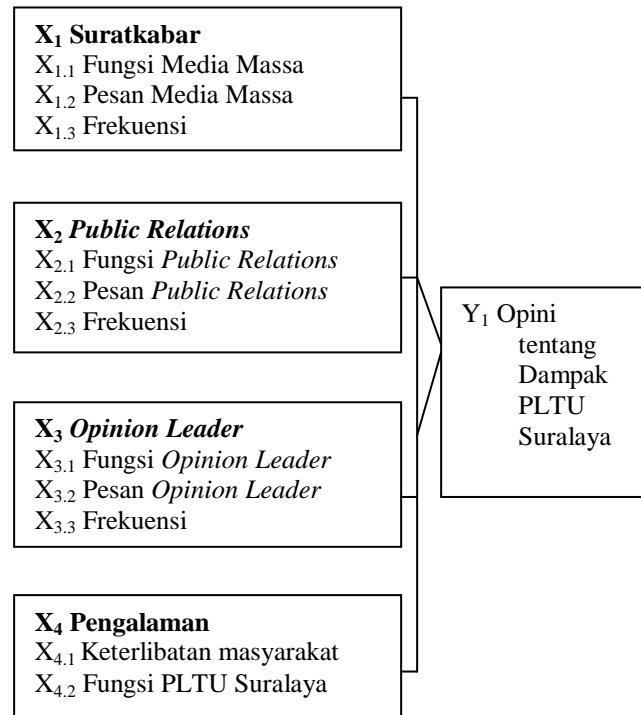 X1 Suratkabar
X1.1 Fungsi Media Massa
X1.2 Pesan Media Massa
X1.3 Frekuensi
X2 Public Relations
X2.1 Fungsi Public Relations
X2.2 Pesan Public Relations
X2.3 Frekuensi
X3 Opinion Leader
X3.1 Fungsi Opinion Leader
X3.2 Pesan Opinion Leader
X3.3 Frekuensi
X4 Pengalaman
X4.1 Keterlibatan masyarakat
X4.2 Fungsi PLTU Suralaya
Y1 Opini
tentang
Dampak
PLTU
Suralaya